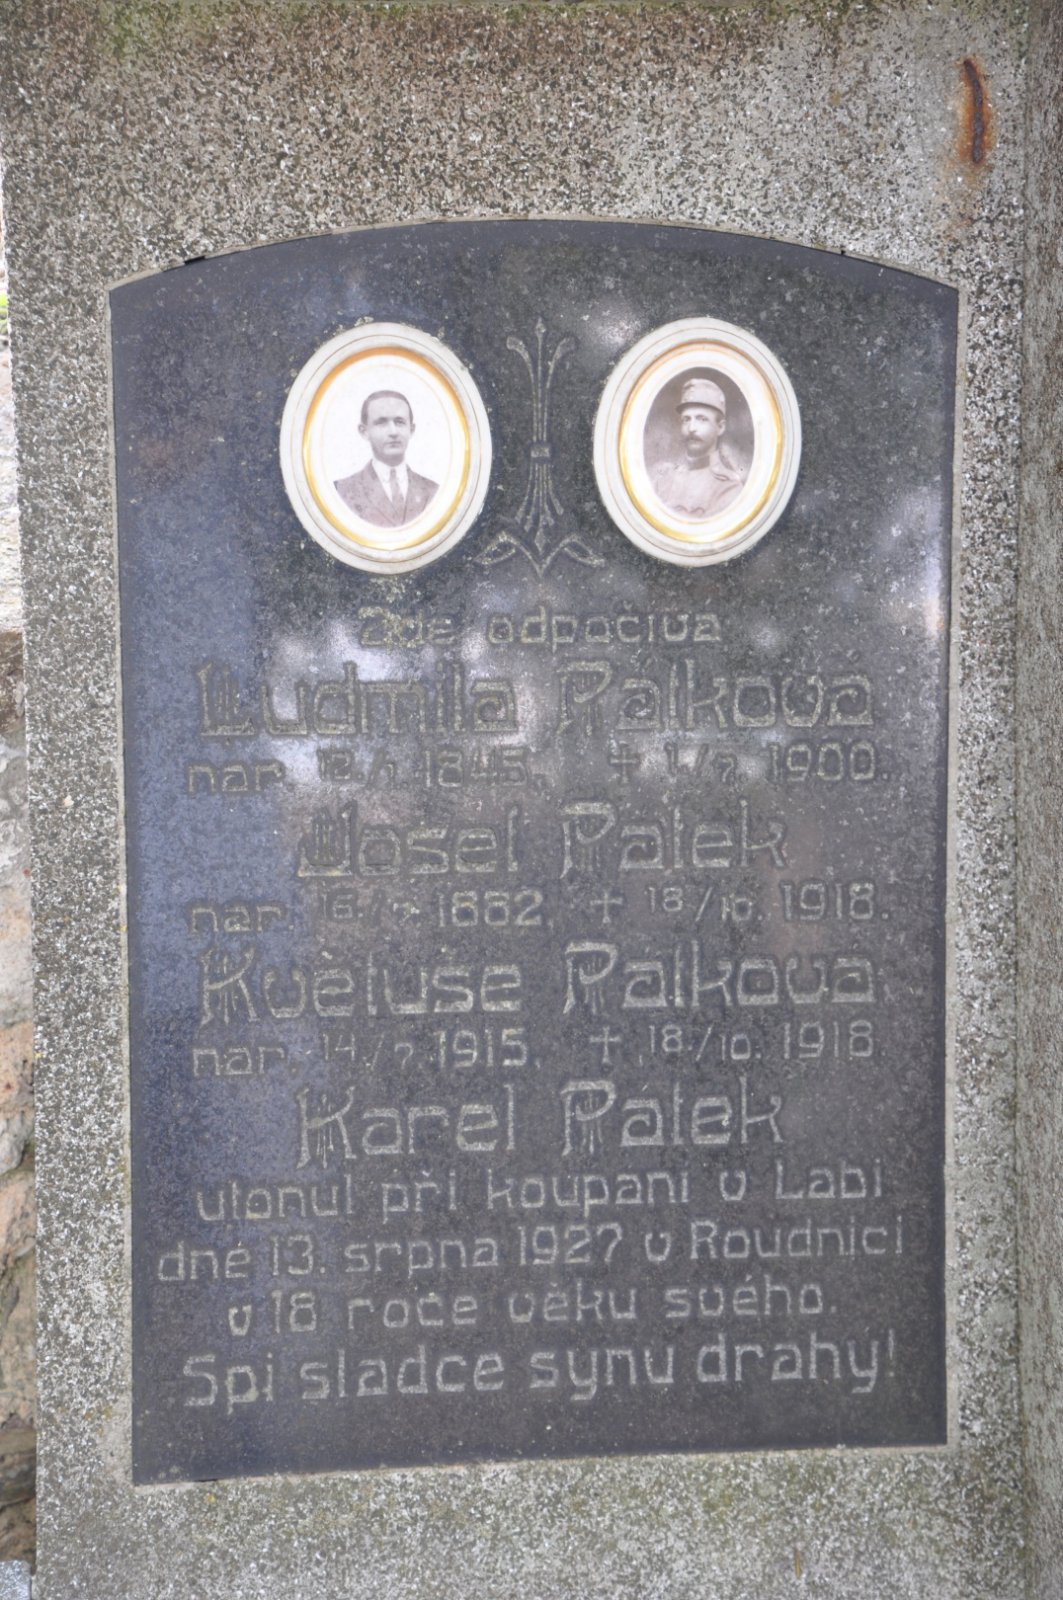 Zde odpočívá
Ludmila Pálková
nar. 12./7. 1845, † 1/7. 1900.
Josef Pálek
nar. 16./7. 1882, † 18/10. 1918.
Květuše Pálková
nar. 14/7. 1915, † 18/10. 1918.
Karel Pálek
utonul při koupání v Labi
dne 13. srpna 1927 v Roudnici
v 18 roce věku svého.
Spi sladce synu drahý!